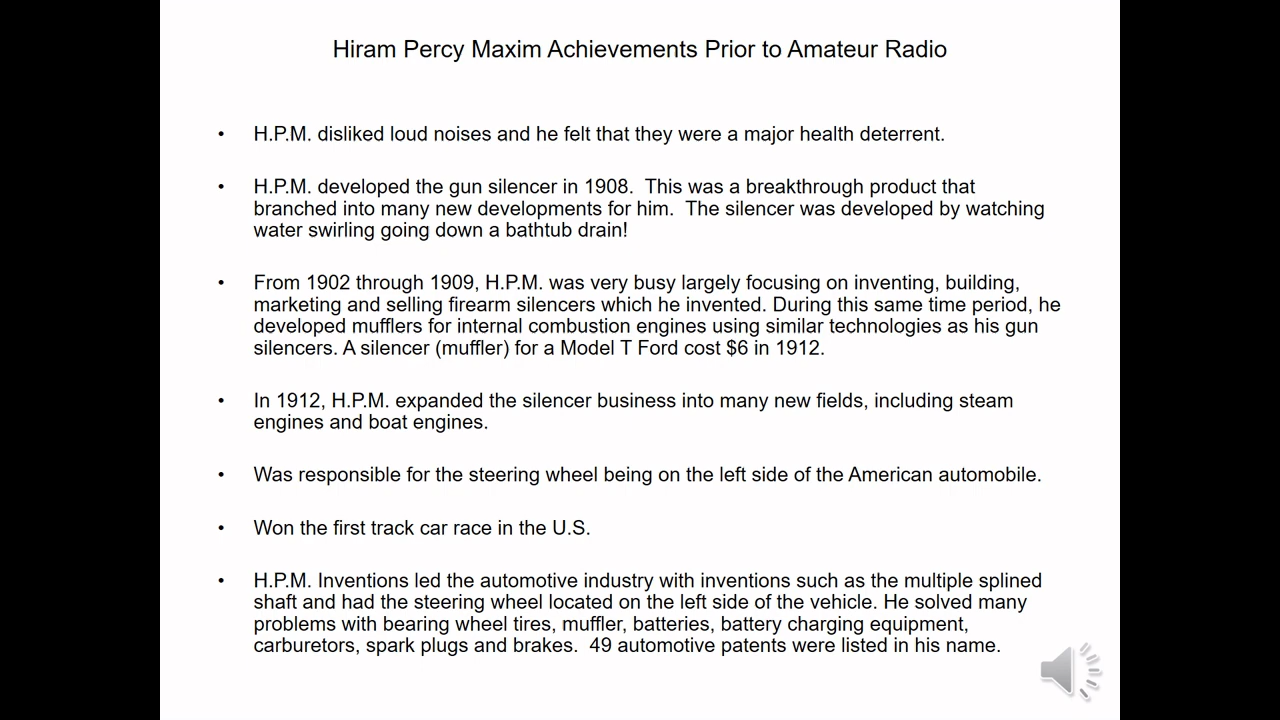 Hiram Percy Maxim Achievements Prior to Amateur Radio
• H.P.M. disliked loud noises and he felt that they were a major health deterrent.
• H.P.M. developed the gun silencer in 1908.  This was a breakthrough product that
branched into many new developments for him.  The silencer was developed by watching
water swirling going down a bathtub drain!
• From 1902 through 1909, H.P.M. was very busy largely focusing on inventing, building,
marketing and selling firearm silencers which he invented. During this same time period, he
developed mufflers for internal combustion engines using similar technologies as his gun
silencers. A silencer (muffler) for a Model T Ford cost $6 in 1912.
• In 1912, H.P.M. expanded the silencer business into many new fields, including steam
engines and boat engines.
• Was responsible for the steering wheel being on the left side of the American automobile.
• Won the first track car race in the U.S.
• H.P.M. Inventions led the automotive industry with inventions such as the multiple splined
shaft and had the steering wheel located on the left side of the vehicle. He solved many
problems with bearing wheel tires, muffler, batteries, battery charging equipment,
carburetors, spark plugs and brakes.  49 automotive patents were listed in his name.